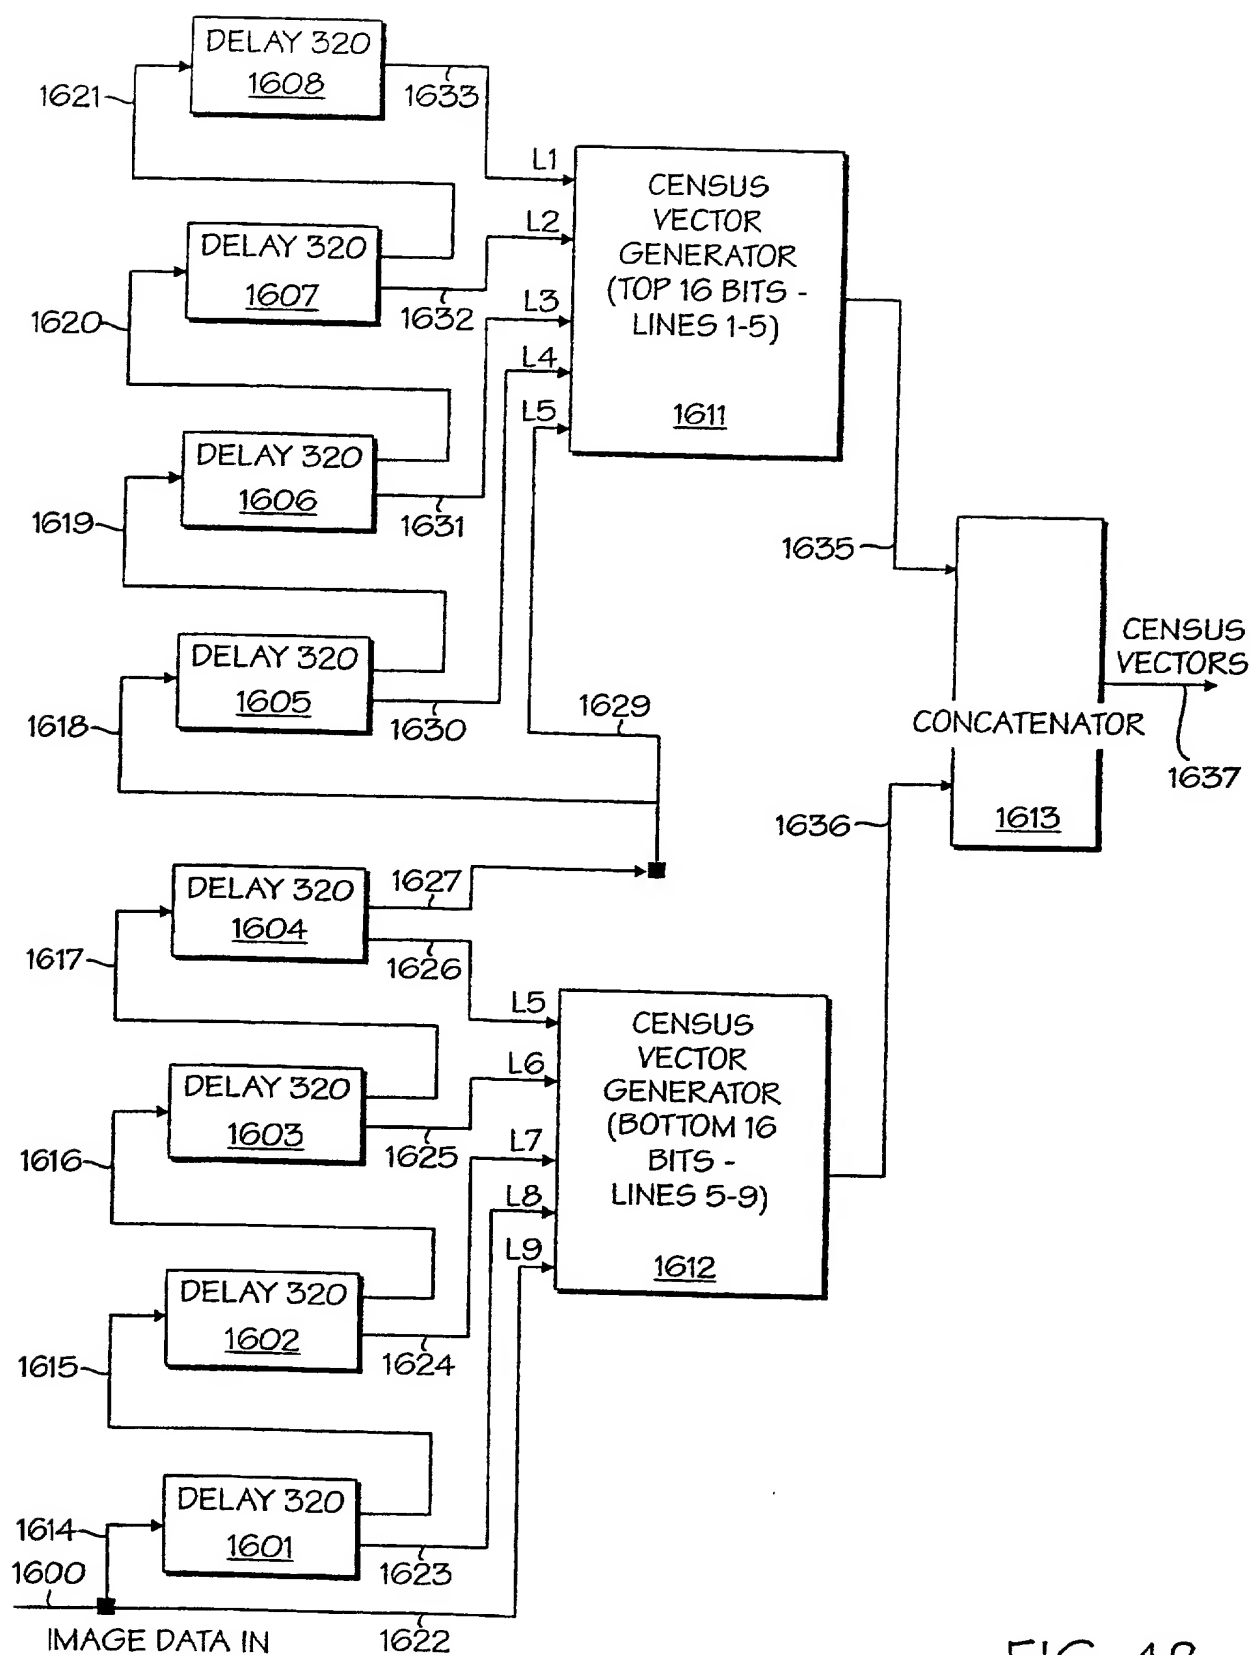 DELAY 320
1608
1621
1633
L1
CENSUS
VECTOR
GENERATOR
(TOP 16 BITS -
LINES 1-5)
1611
L2
DELAY 320
1607
1620
1632
L3
L4
L5
DELAY 320
1606
1619
1631
1635
CENSUS
VECTORS
CONCATENATOR
1613
1637
DELAY 320
1605
1618
1630
1629
1636
DELAY 320
1604
1627
1626
1617
L5
CENSUS
VECTOR
GENERATOR
(BOTTOM 16
BITS -
LINES 5-9)
1612
L6
DELAY 320
1603
1625
1616
L7
L8
L9
DELAY 320
1602
1624
1615
DELAY 320
1601
1623
1614
1600
IMAGE DATA IN
1622